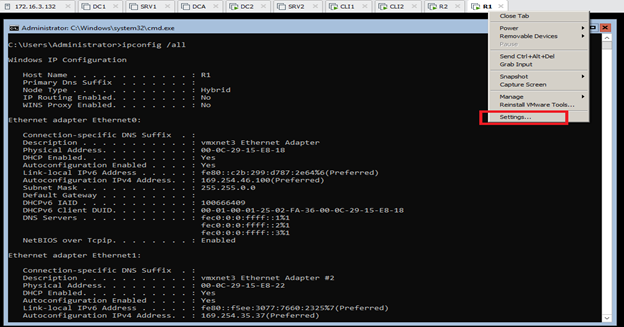 172.16.3.132 DC1 SRV1 DCA DC2 SRV2 CLI1 CLI2 R2 R1
Administrator: C:\Windows\system32\cmd.exe
Close Tab
Power
Removable Devices
Pause
Send Ctrl+Alt+Del
Grab Input
Snapshot
Capture Screen
Manage
Reinstall VMware Tools...
Settings...
C:\Users\Administrator>ipconfig /all
Windows IP Configuration
Host Name . . . . . . . . . . . . : R1
Primary Dns Suffix . . . . . . . :
Node Type . . . . . . . . . . . . : Hybrid
IP Routing Enabled. . . . . . . . : No
WINS Proxy Enabled. . . . . . . . : No
Ethernet adapter Ethernet0:
Connection-specific DNS Suffix . :
Description . . . . . . . . . . . : vmxnet3 Ethernet Adapter
Physical Address. . . . . . . . . : 00-0C-29-15-E8-18
DHCP Enabled. . . . . . . . . . . : Yes
Autoconfiguration Enabled . . . . : Yes
Link-local IPv6 Address . . . . . : fe80::c2b:299:d787:2e64%6(Preferred)
Autoconfiguration IPv4 Address. . : 169.254.46.100(Preferred)
Subnet Mask . . . . . . . . . . . : 255.255.0.0
Default Gateway . . . . . . . . . :
DHCPv6 IAID . . . . . . . . . . . : 100666409
DHCPv6 Client DUID. . . . . . . . : 00-01-00-01-25-02-FA-36-00-0C-29-15-E8-18
DNS Servers . . . . . . . . . . . : fec0:0:0:ffff::1%1
fec0:0:0:ffff::2%1
fec0:0:0:ffff::3%1
NetBIOS over Tcpip. . . . . . . . : Enabled
Ethernet adapter Ethernet1:
Connection-specific DNS Suffix . :
Description . . . . . . . . . . . : vmxnet3 Ethernet Adapter #2
Physical Address. . . . . . . . . : 00-0C-29-15-E8-22
DHCP Enabled. . . . . . . . . . . : Yes
Autoconfiguration Enabled . . . . : Yes
Link-local IPv6 Address . . . . . : fe80::f5ee:3077:7660:2325%7(Preferred)
Autoconfiguration IPv4 Address. . : 169.254.35.37(Preferred)